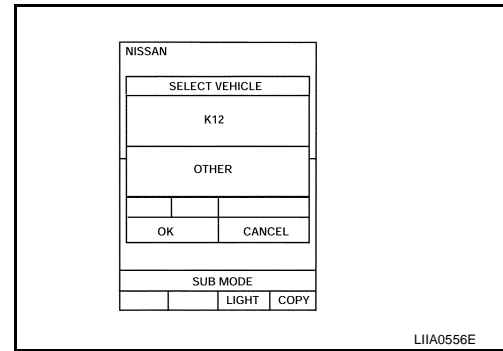 NISSAN
SELECT VEHICLE
K12
OTHER
OK CANCEL
SUB MODE
LIGHT COPY
LIIA0556E